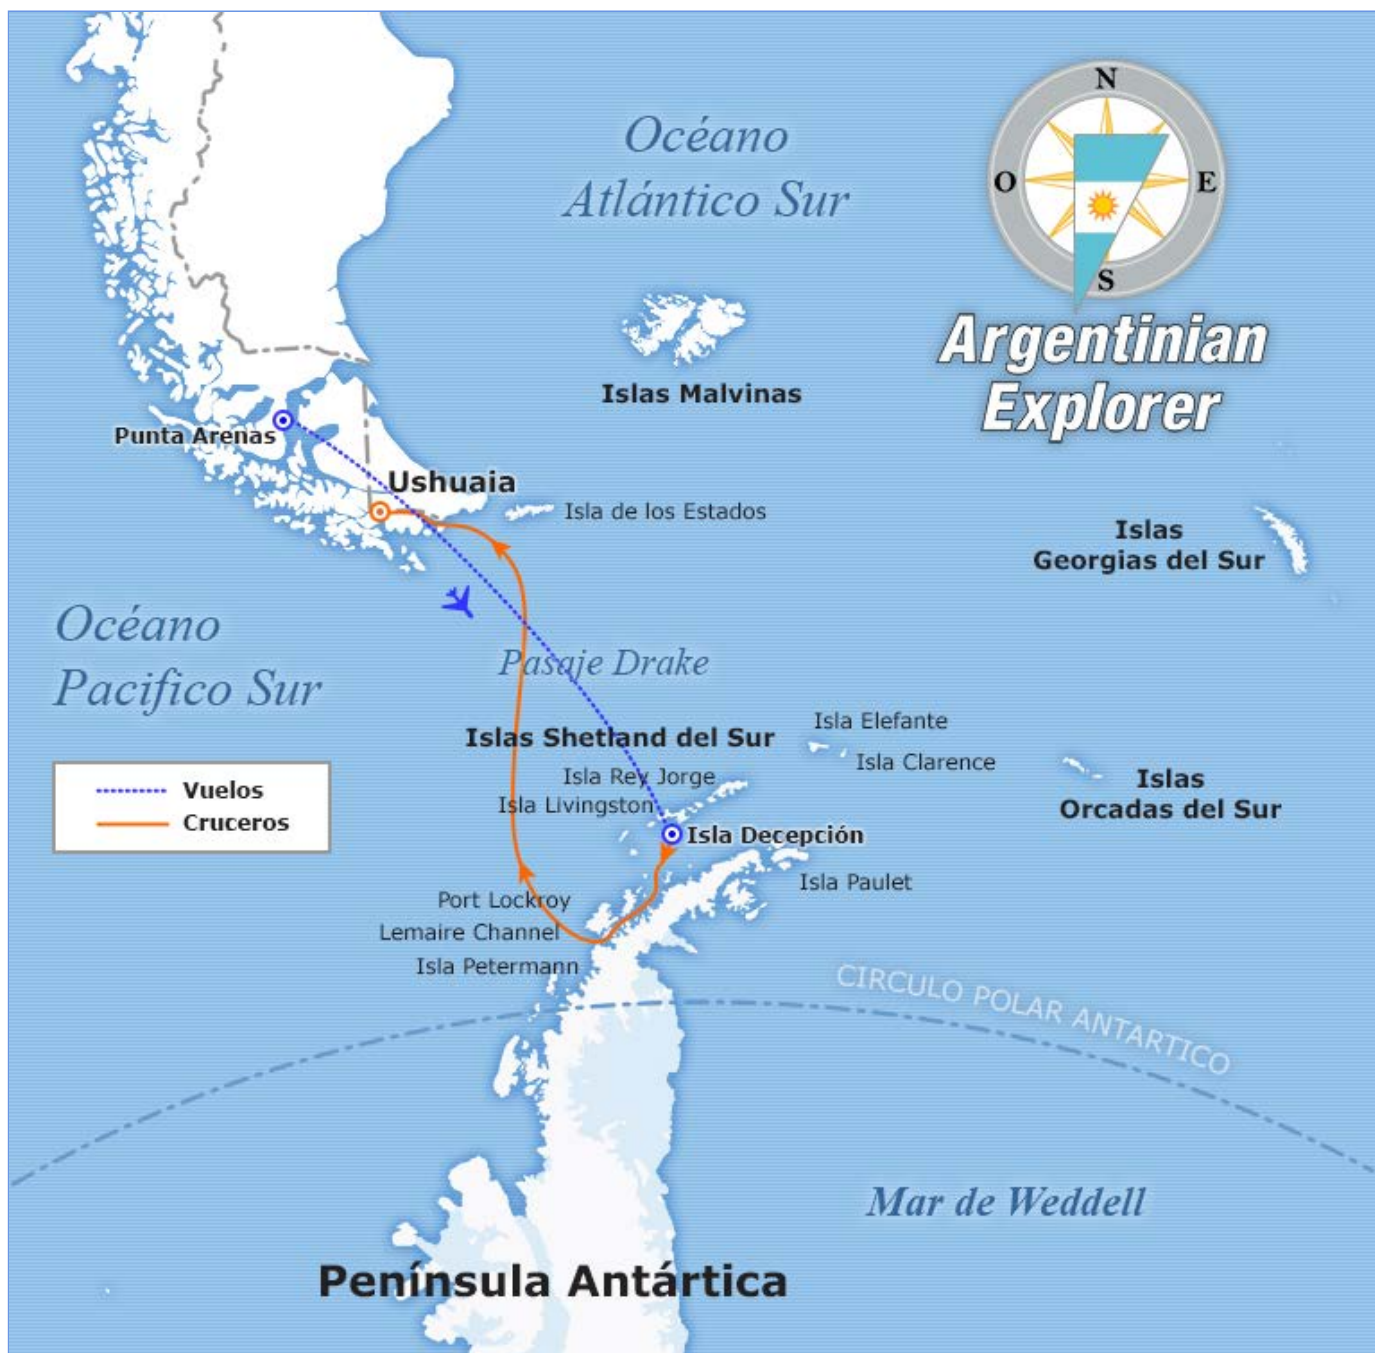 N
O
E
S
Argentinian
Explorer
Océano
Atlántico Sur
Islas Malvinas
Punta Arenas
Ushuaia
Isla de los Estados
Islas
Georgias del Sur
Océano
Pacifico Sur
Pasaje Drake
Islas Shetland del Sur
Isla Elefante
Isla Clarence
Isla Rey Jorge
Isla Livingston
Islas
Orcadas del Sur
Vuelos
Cruceros
Isla Decepción
Isla Paulet
Port Lockroy
Lemaire Channel
Isla Petermann
CIRCULO POLAR ANTARTICO
Mar de Weddell
Península Antártica